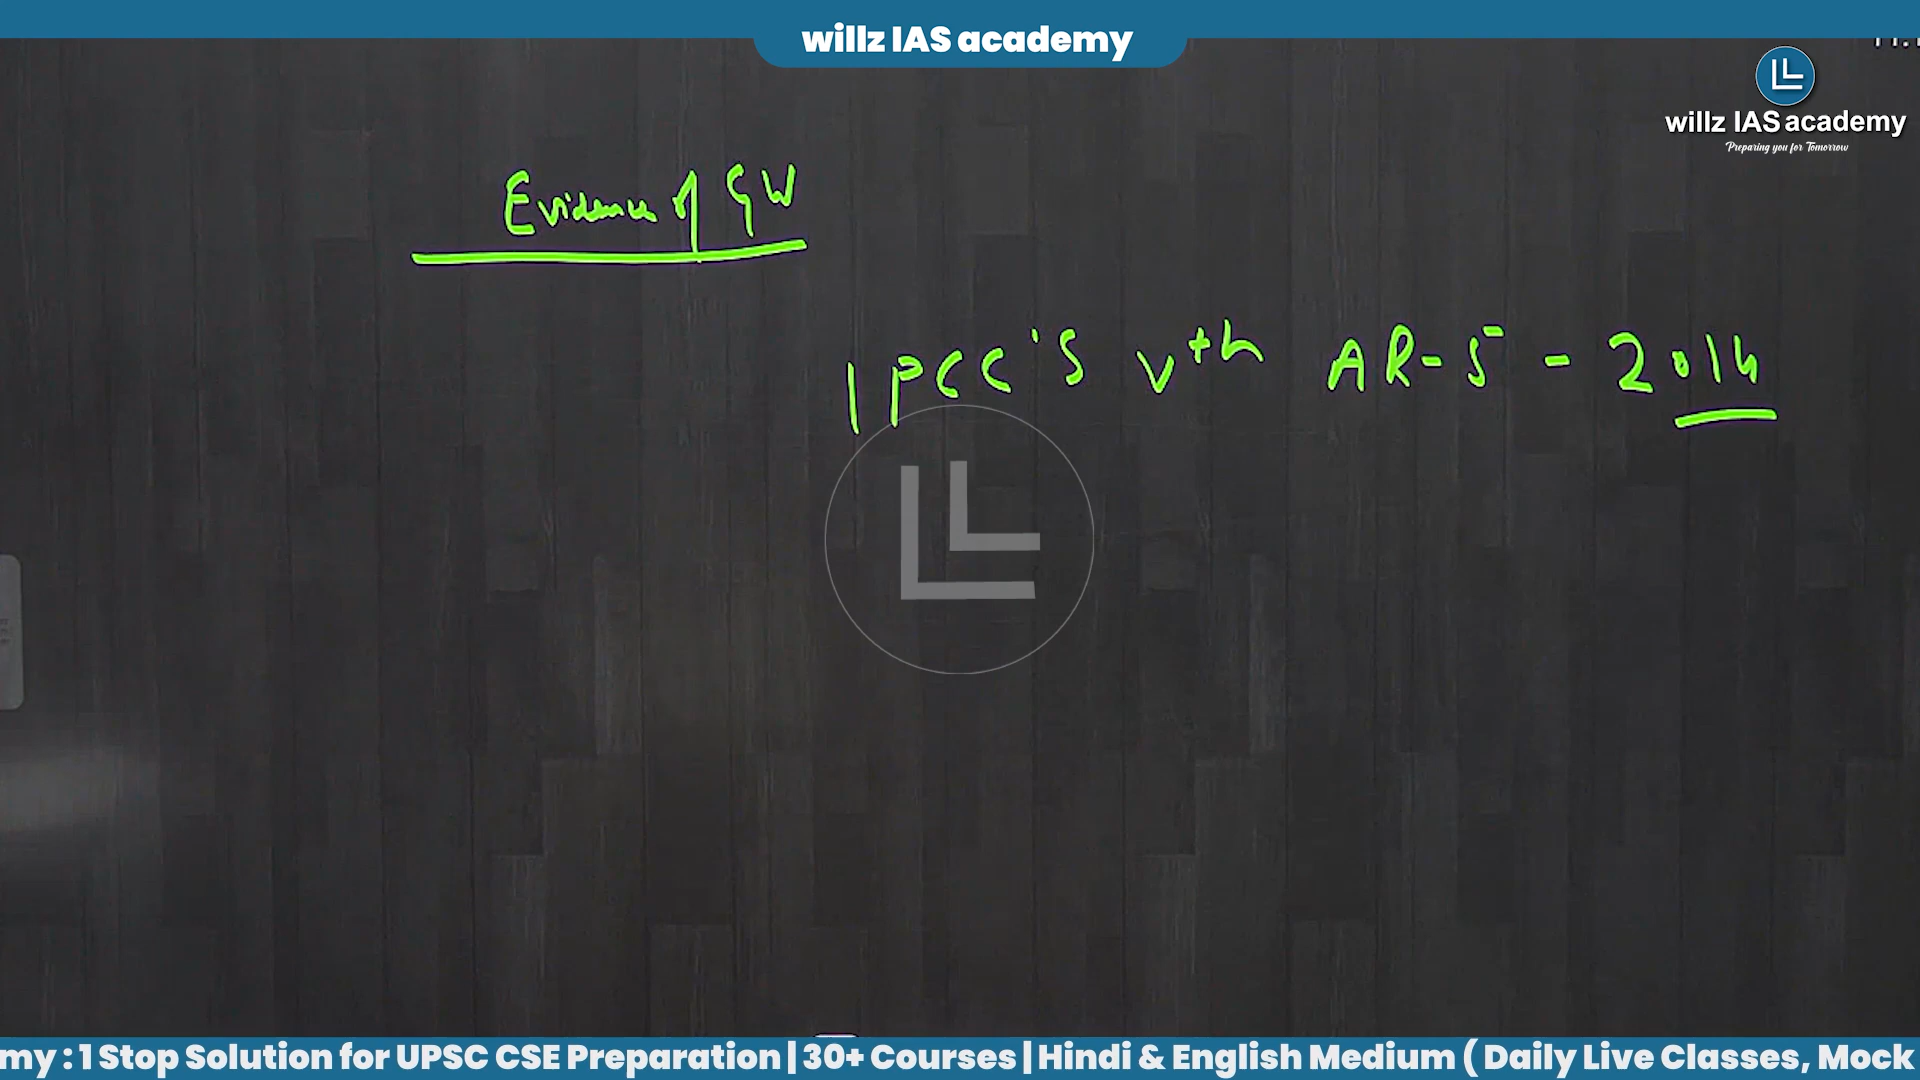 willz IAS academy
willz IAS academy
Preparing you for Tomorrow
Evidence of GW
IPCC'S Vth AR-5 - 2014
my : 1 Stop Solution for UPSC CSE Preparation | 30+ Courses | Hindi & English Medium ( Daily Live Classes, Mock